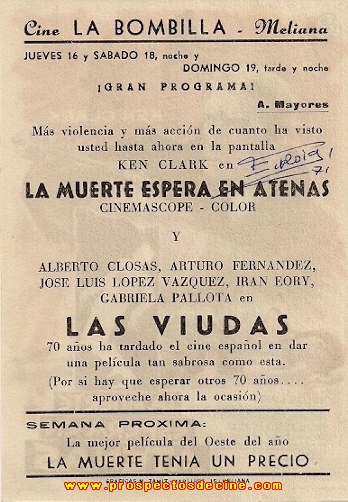 Cine LA BOMBILLA - Meliana
JUEVES 16 y SABADO 18, noche y
DOMINGO 19, tarde y noche
¡GRAN PROGRAMA!
A. Mayores
Más violencia y más acción de cuanto ha visto
usted hasta ahora en la pantalla
KEN CLARK en
LA MUERTE ESPERA EN ATENAS
CINEMASCOPE - COLOR
Y
ALBERTO CLOSAS, ARTURO FERNANDEZ,
JOSE LUIS LOPEZ VAZQUEZ, IRAN EORY,
GABRIELA PALLOTA en
LAS VIUDAS
70 años ha tardado el cine español en dar
una película tan sabrosa como esta.
(Por si hay que esperar otros 70 años....
aproveche ahora la ocasión)
SEMANA PROXIMA:
La mejor película del Oeste del año
LA MUERTE TENIA UN PRECIO
www.prospectosdecine.com